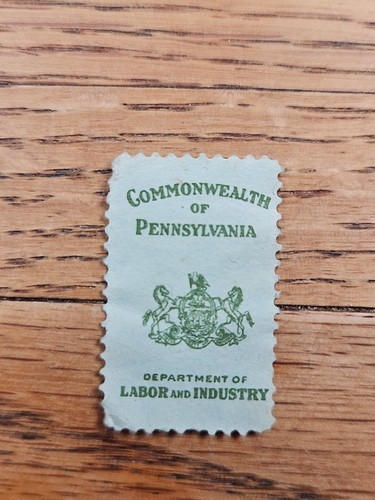 COMMONWEALTH
OF
PENNSYLVANIA
DEPARTMENT OF
LABOR AND INDUSTRY